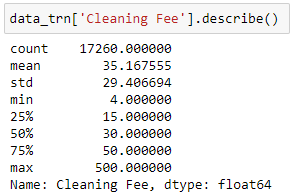 data_trn['Cleaning Fee'].describe()
count 17260.000000
mean 35.167555
std 29.406694
min 4.000000
25% 15.000000
50% 30.000000
75% 50.000000
max 500.000000
Name: Cleaning Fee, dtype: float64